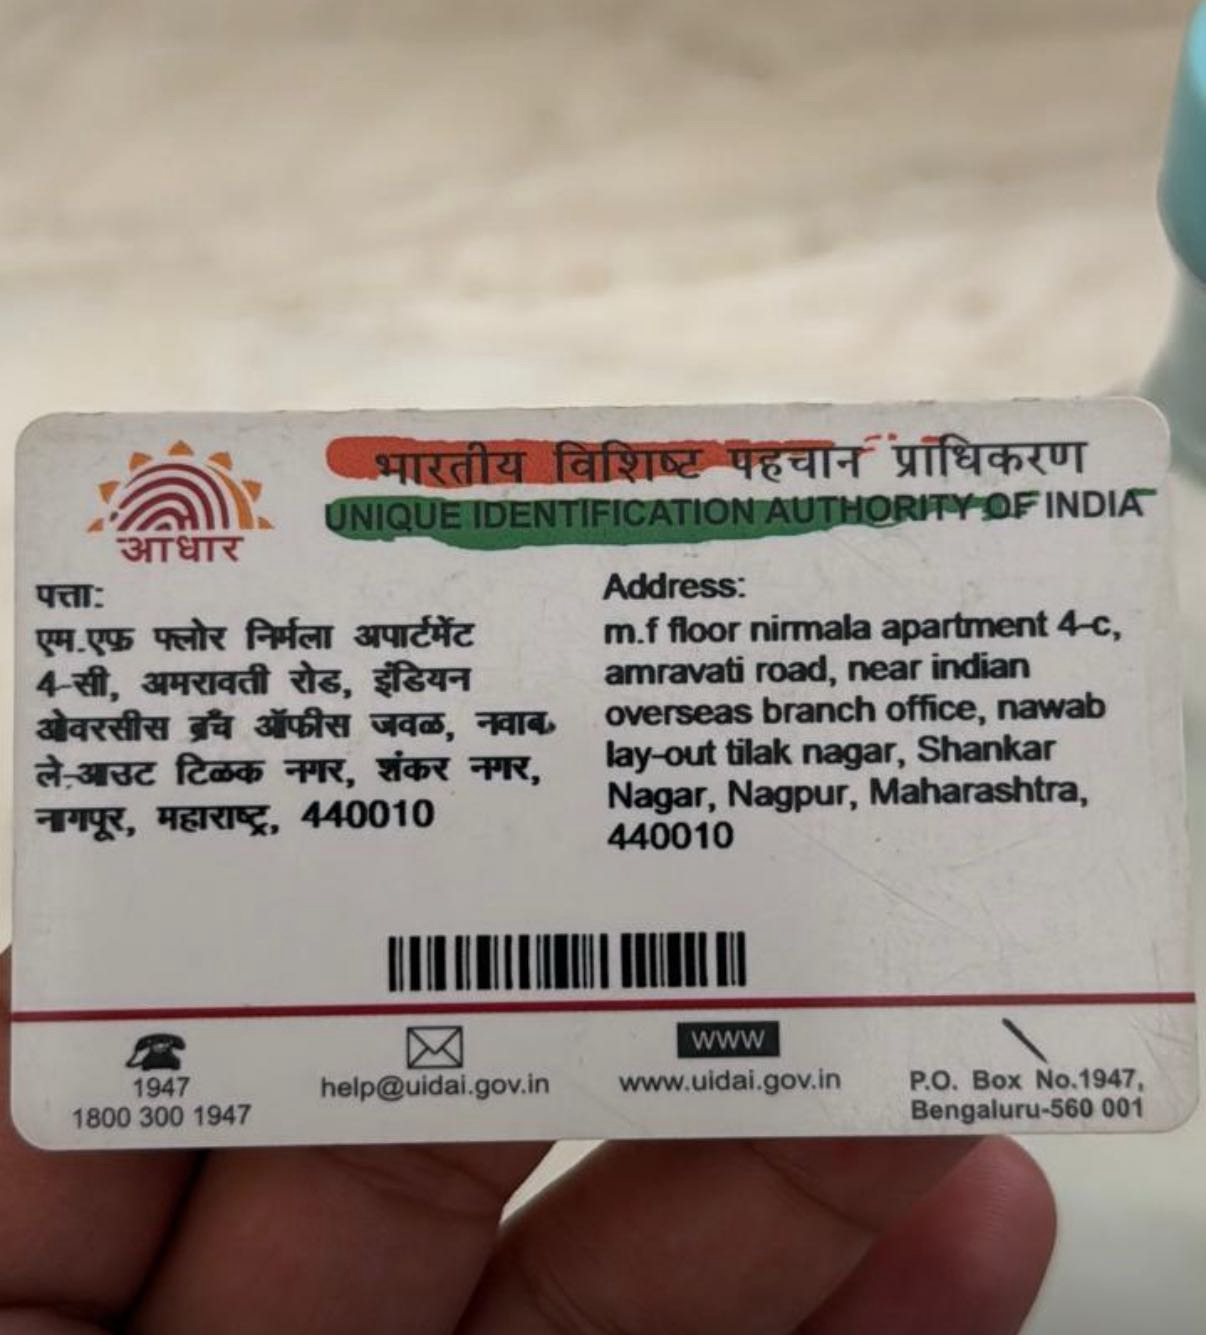 भारतीय विशिष्ट पहचान प्राधिकरण
UNIQUE IDENTIFICATION AUTHORITY OF INDIA
आधार
पत्ता:
एम.एफ़ फ्लोर निर्मला अपार्टमेंट
4-सी, अमरावती रोड, इंडियन
ओवरसीस ब्रँच ऑफीस जवळ, नवाब
ले-आउट टिळक नगर, शंकर नगर,
नागपूर, महाराष्ट्र, 440010
Address:
m.f floor nirmala apartment 4-c,
amravati road, near indian
overseas branch office, nawab
lay-out tilak nagar, Shankar
Nagar, Nagpur, Maharashtra,
440010
1947
1800 300 1947
help@uidai.gov.in
www
www.uidai.gov.in
P.O. Box No.1947,
Bengaluru-560 001